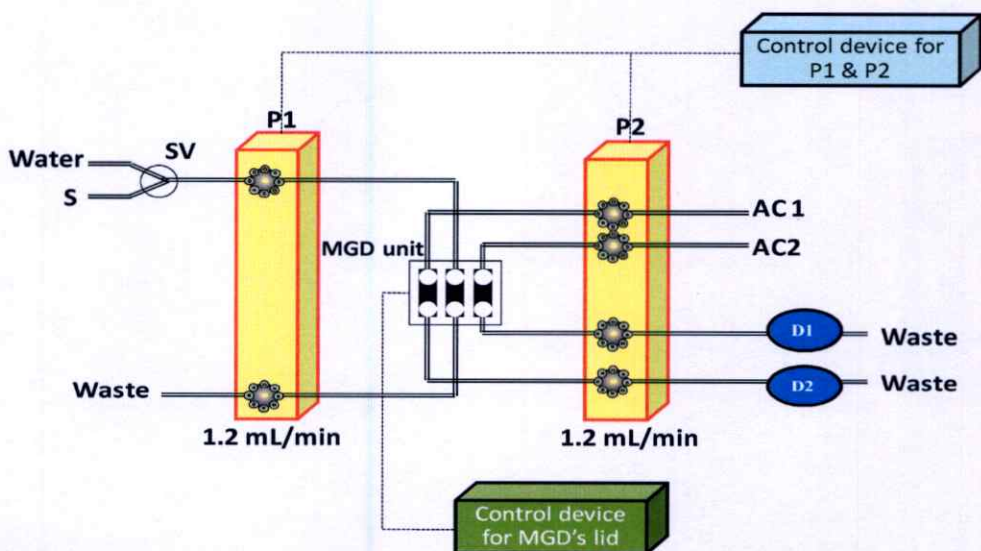 Control device for
P1 & P2
P1
P2
Water
SV
S
AC1
MGD unit
AC2
D1
Waste
Waste
D2
Waste
1.2 mL/min
1.2 mL/min
Control device
for MGD's lid